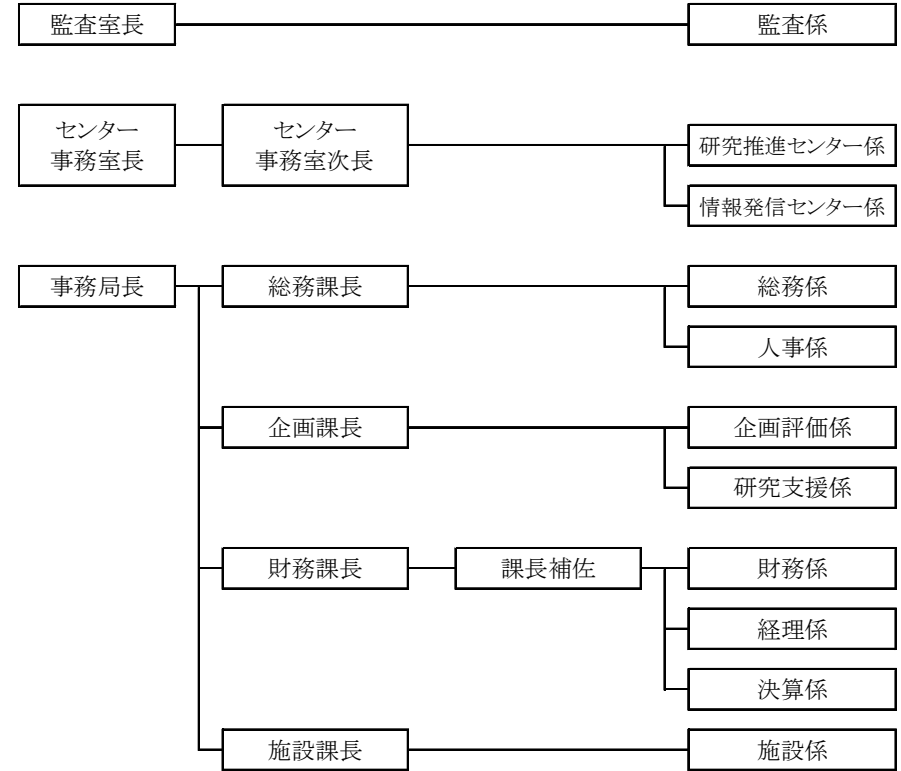 監査室長
監査係
センター
事務室長
センター
事務室次長
研究推進センター係
情報発信センター係
事務局長
総務課長
総務係
人事係
企画課長
企画評価係
研究支援係
財務課長
課長補佐
財務係
経理係
決算係
施設課長
施設係